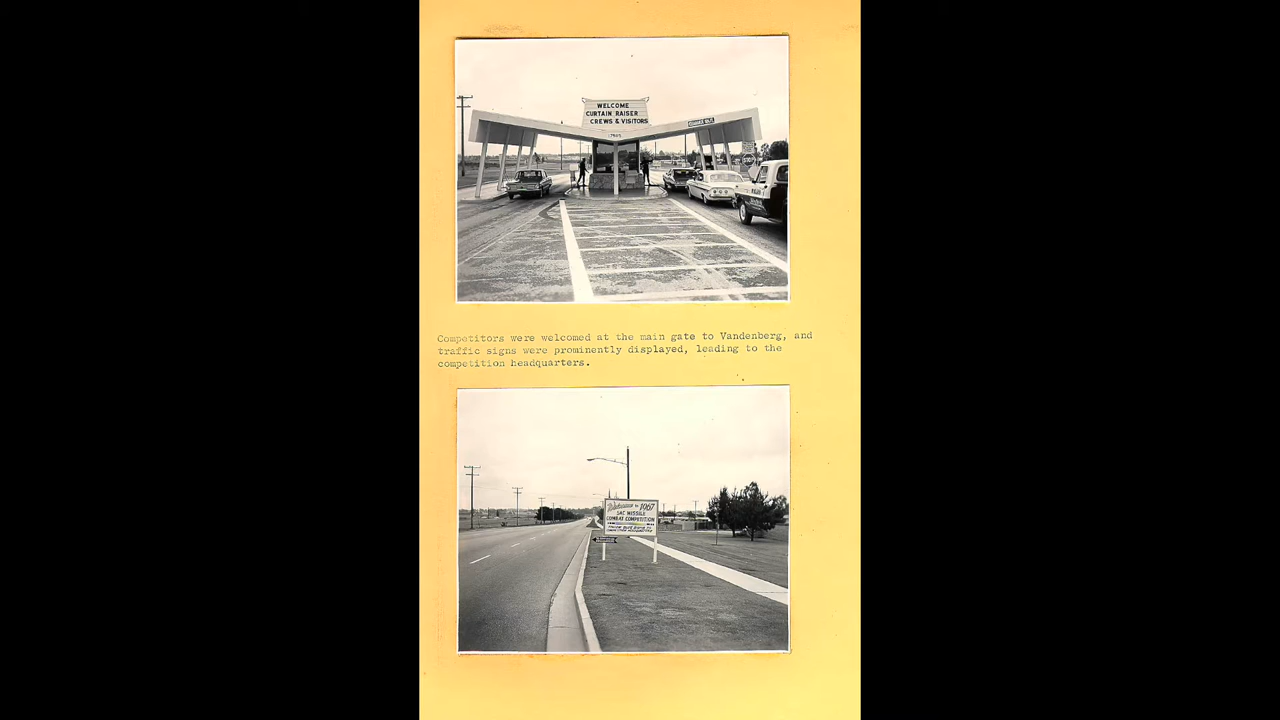 WELCOME
CURTAIN RAISER
CREWS & VISITORS
STOP
Competitors were welcomed at the main gate to Vandenberg, and
traffic signs were prominently displayed, leading to the
competition headquarters.
Welcome to 1967
SAC MISSILE
COMBAT COMPETITION